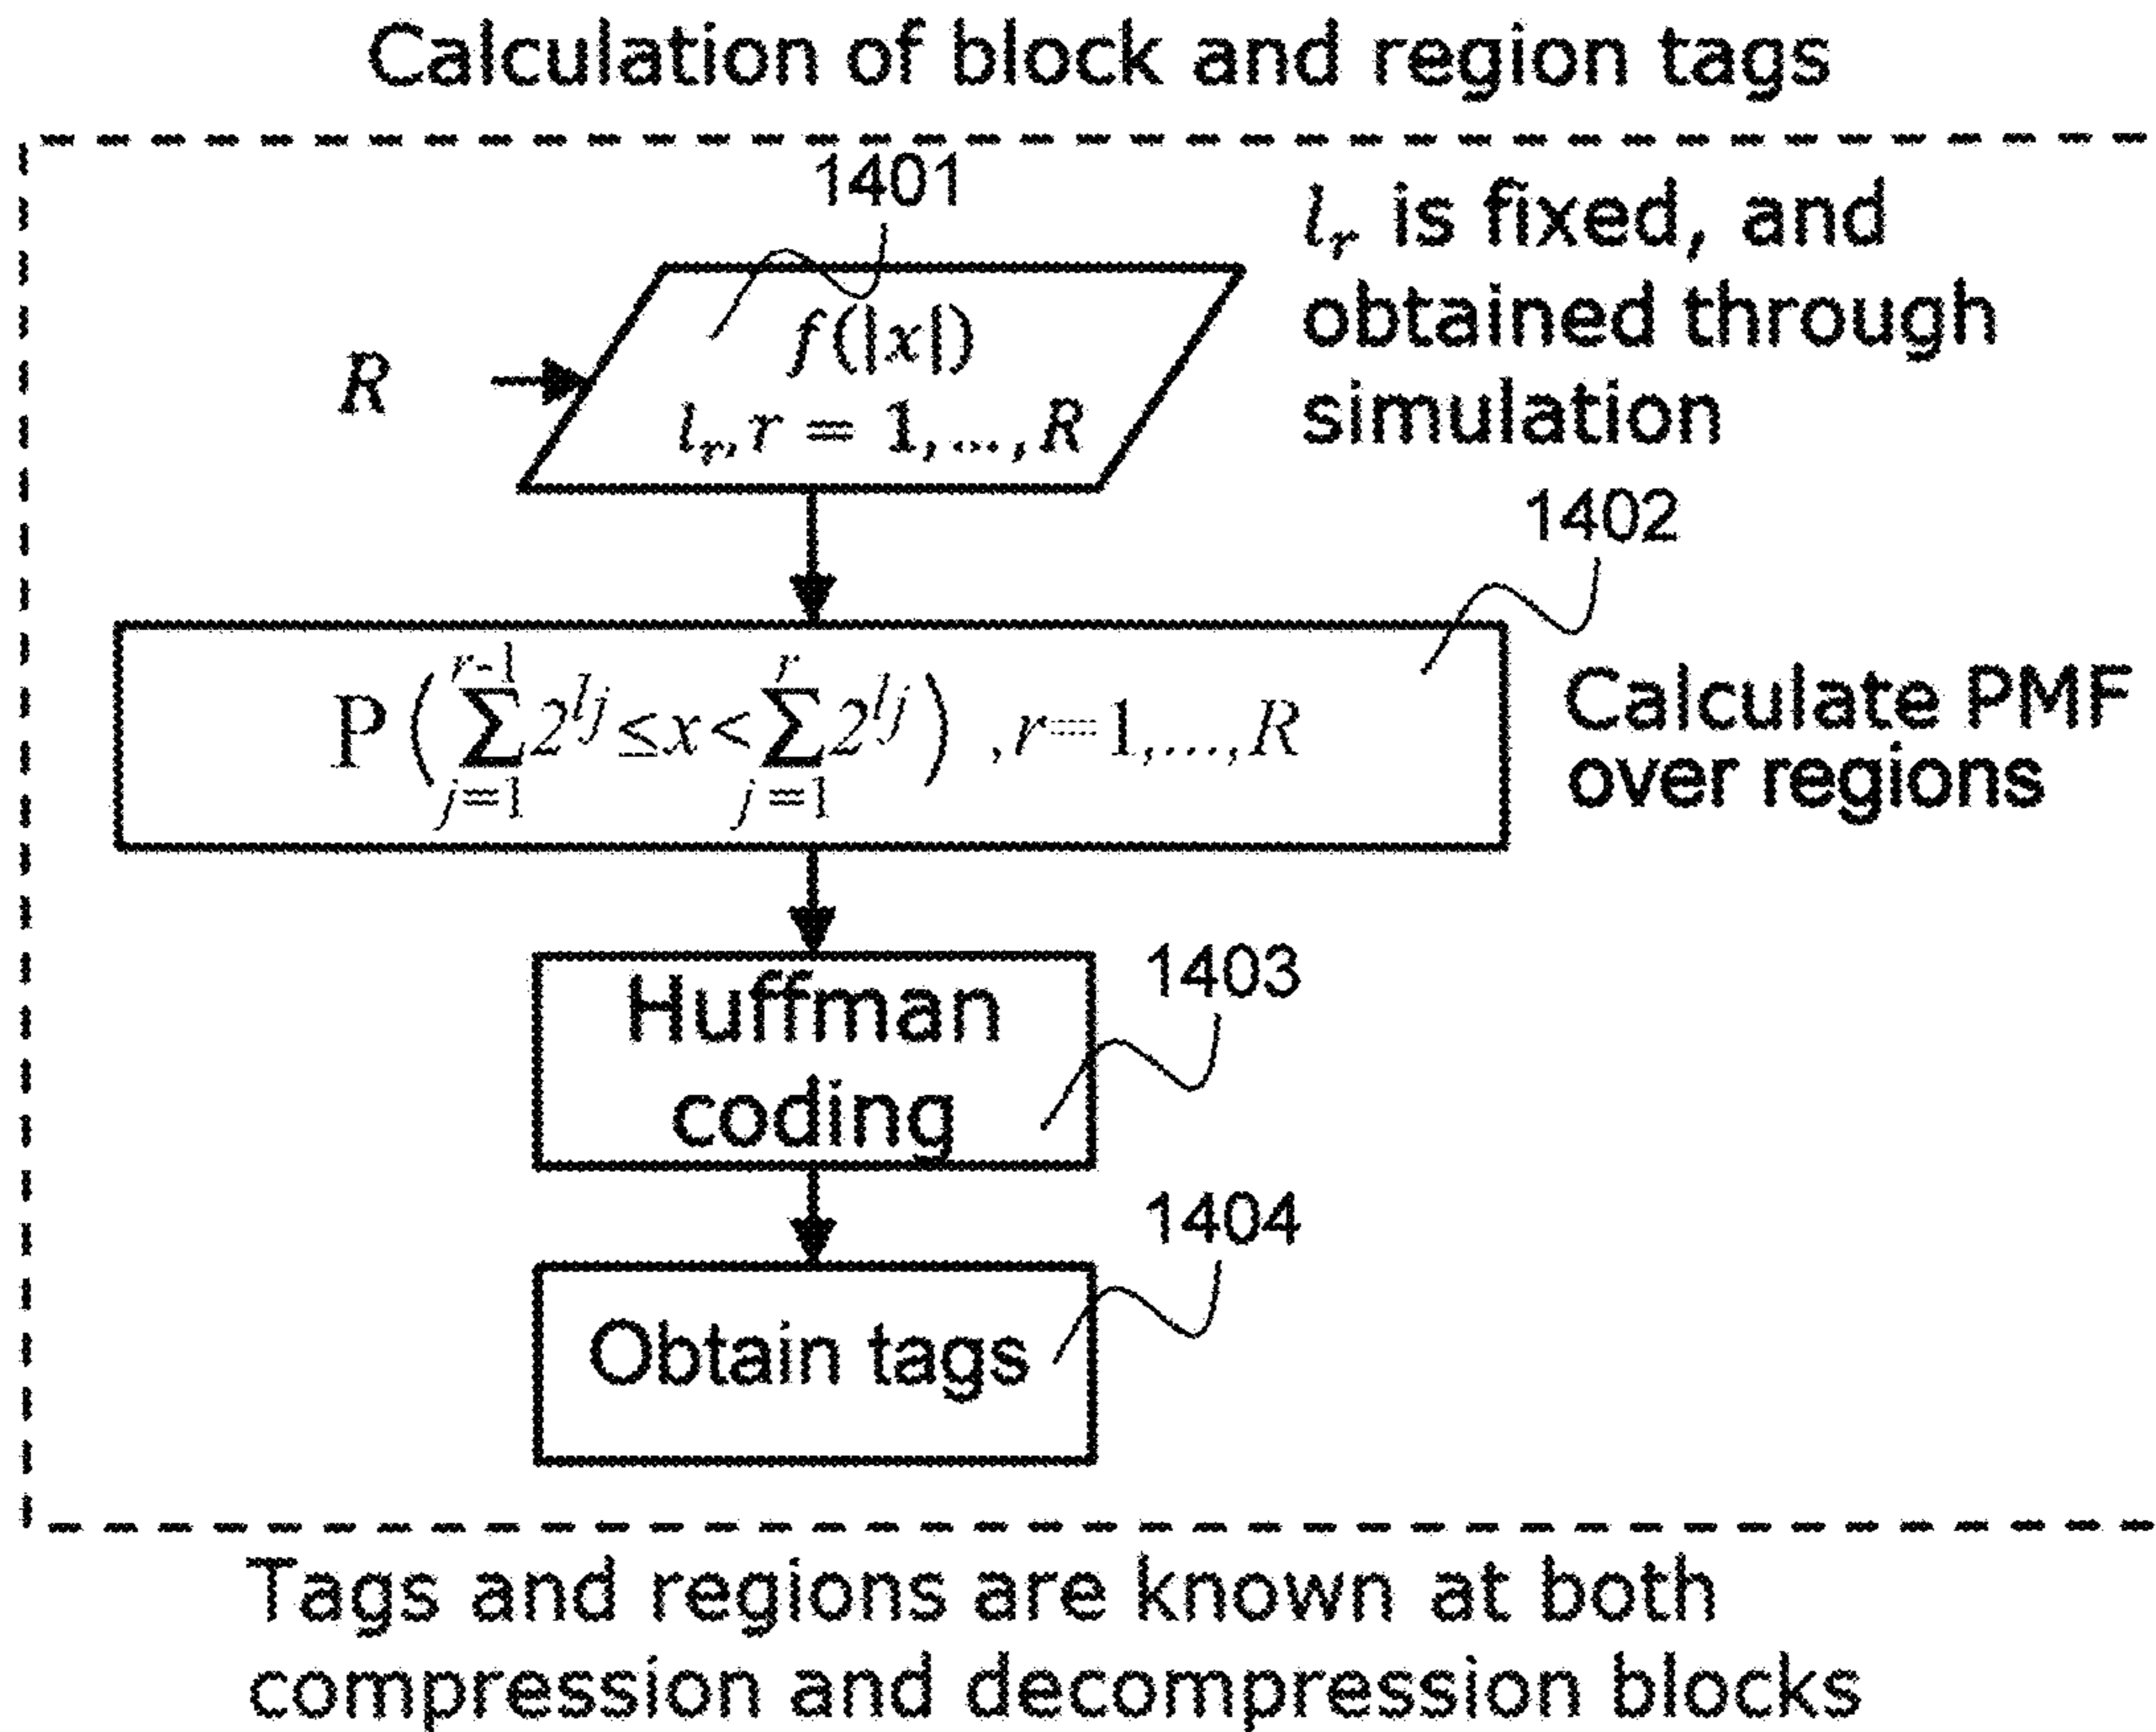 Calculation of block and region tags
1401
l_r is fixed, and
obtained through
simulation
f(|x|)
R
l_r, r = 1, ..., R
1402
P(∑_{j=1}^{r-1} 2^{l_j} ≤ x < ∑_{j=1}^{r} 2^{l_j}) , r=1,...,R
Calculate PMF
over regions
Huffman
coding
1403
1404
Obtain tags
Tags and regions are known at both
compression and decompression blocks